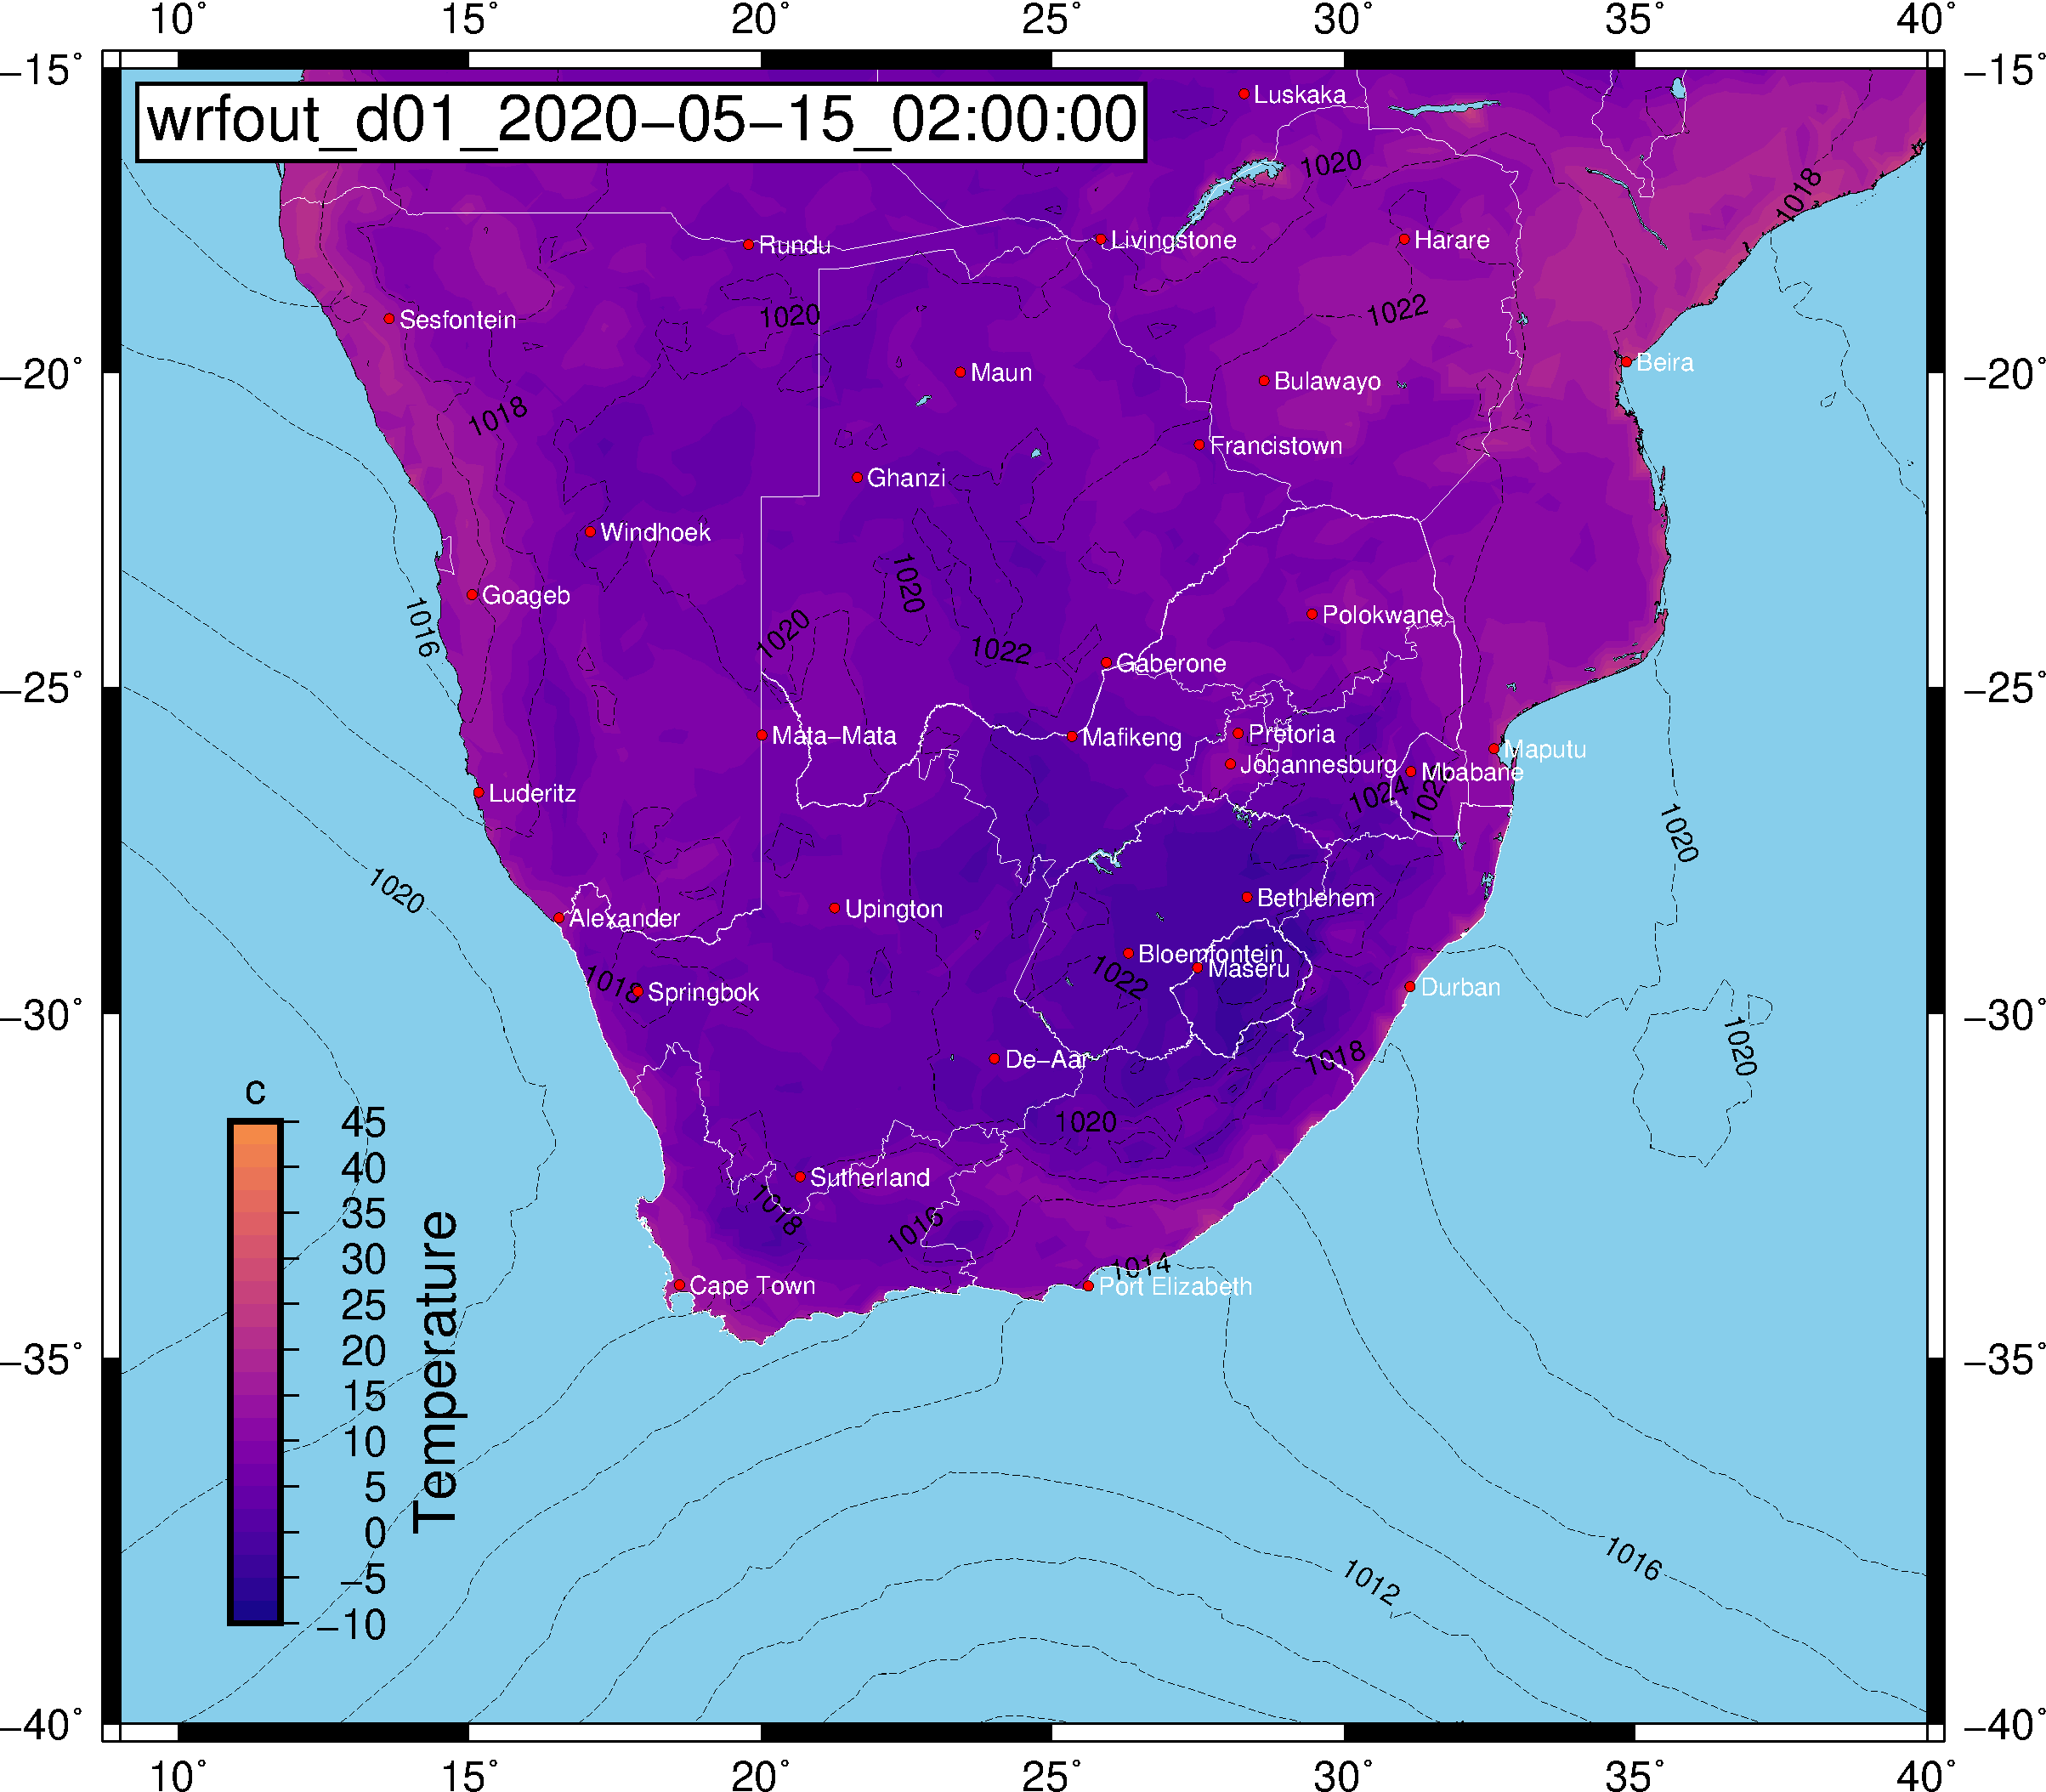 10° 15° 20° 25° 30° 35° 40°
−15° −15°
wrfout_d01_2020−05−15_02:00:00
Luskaka
1020
1018
Rundu
Livingstone
Harare
1020
1022
Sesfontein
Beira
−20° −20°
Maun
Bulawayo
1018
Francistown
Ghanzi
Windhoek
1020
Goageb
1016
1020
Polokwane
1022
Gaberone
−25° −25°
Mata−Mata
Mafikeng
Pretoria
Maputu
Johannesburg
Mbabane
Luderitz
1024
1020
1020
Bethlehem
Alexander
Upington
Bloemfontein
Maseru
1022
1018
Springbok
Durban
−30° −30°
1020
De−Aar
1018
1020
Sutherland
1018
1016
1014
Cape Town
Port Elizabeth
−35° −35°
c
45
40
35
30
25
20
15
10
5
0
−5
−10
Temperature
1016
1012
−40° −40°
10° 15° 20° 25° 30° 35° 40°